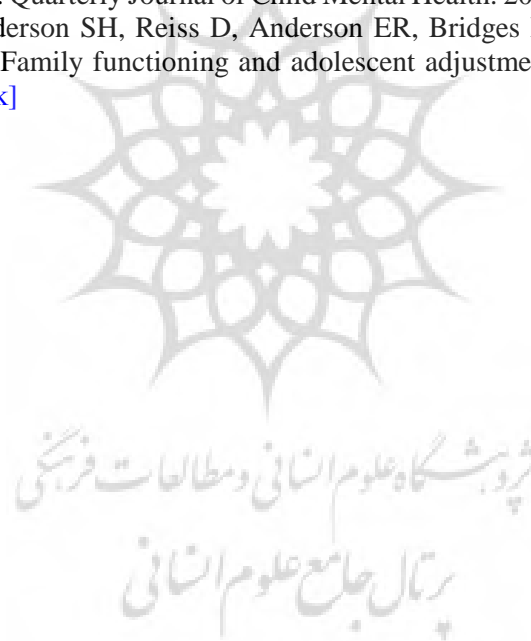 . Quarterly Journal of Child Mental Health. 20
derson SH, Reiss D, Anderson ER, Bridges
Family functioning and adolescent adjustme
k]
پژوهشگاه علوم انسانی و مطالعات فرهنگی
پرتال جامع علوم انسانی